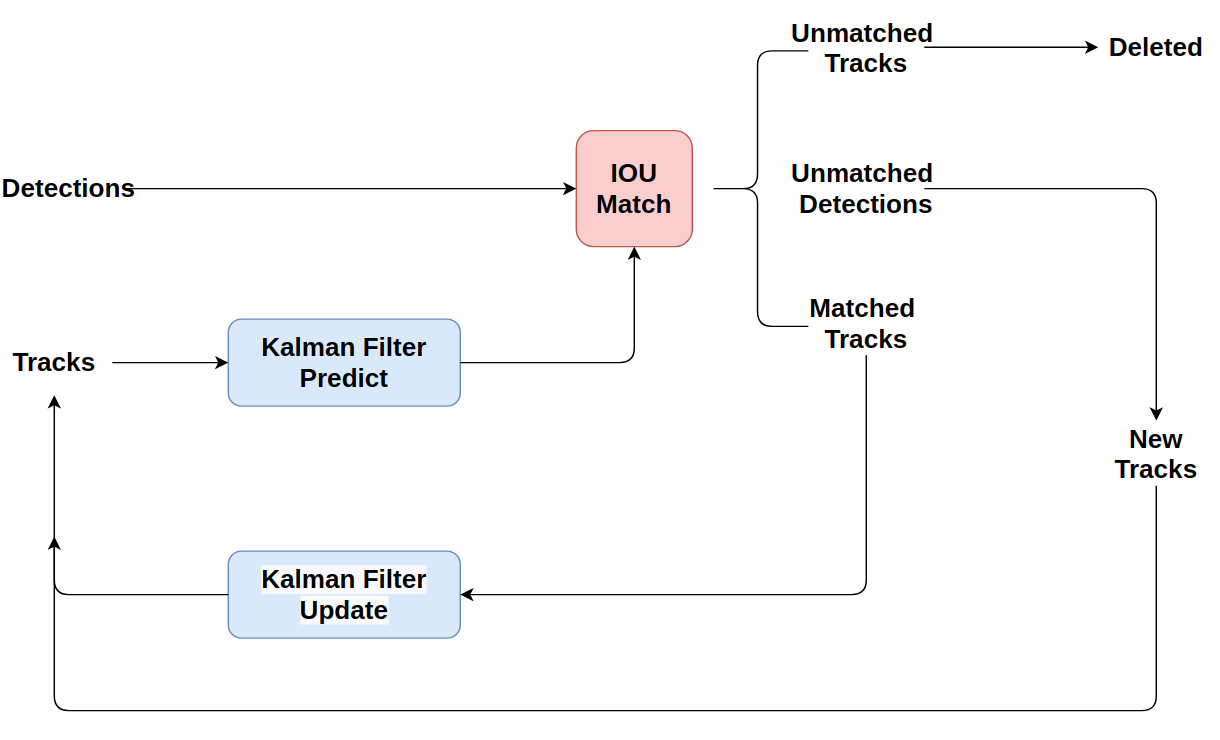 Unmatched
Tracks
Deleted
Detections
IOU
Match
Unmatched
Detections
Matched
Tracks
Tracks
Kalman Filter
Predict
New
Tracks
Kalman Filter
Update